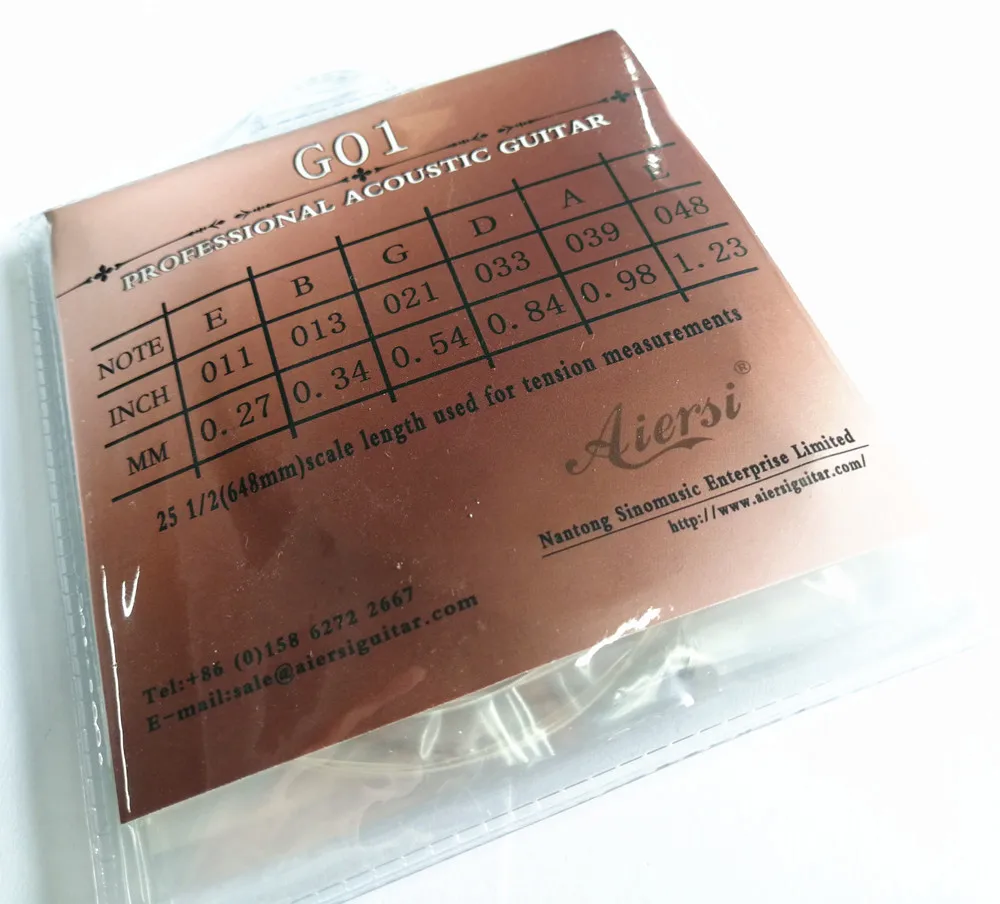 G01
PROFESSIONAL ACOUSTIC GUITAR
NOTE E B G D A E
INCH 011 013 021 033 039 048
MM 0.27 0.34 0.54 0.84 0.98 1.23
25 1/2(648mm)scale length used for tension measurements
Aiersi®
Nantong Sinomusic Enterprise Limited
http://www.aiersiguitar.com/
Tel:+86 (0)158 6272 2667
E-mail:sale@aiersiguitar.com